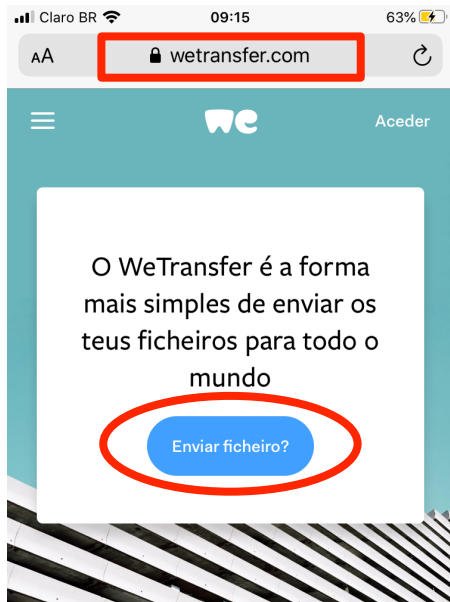 Claro BR 09:15 63%
AA wetransfer.com
we Aceder
O WeTransfer é a forma
mais simples de enviar os
teus ficheiros para todo o
mundo
Enviar ficheiro?